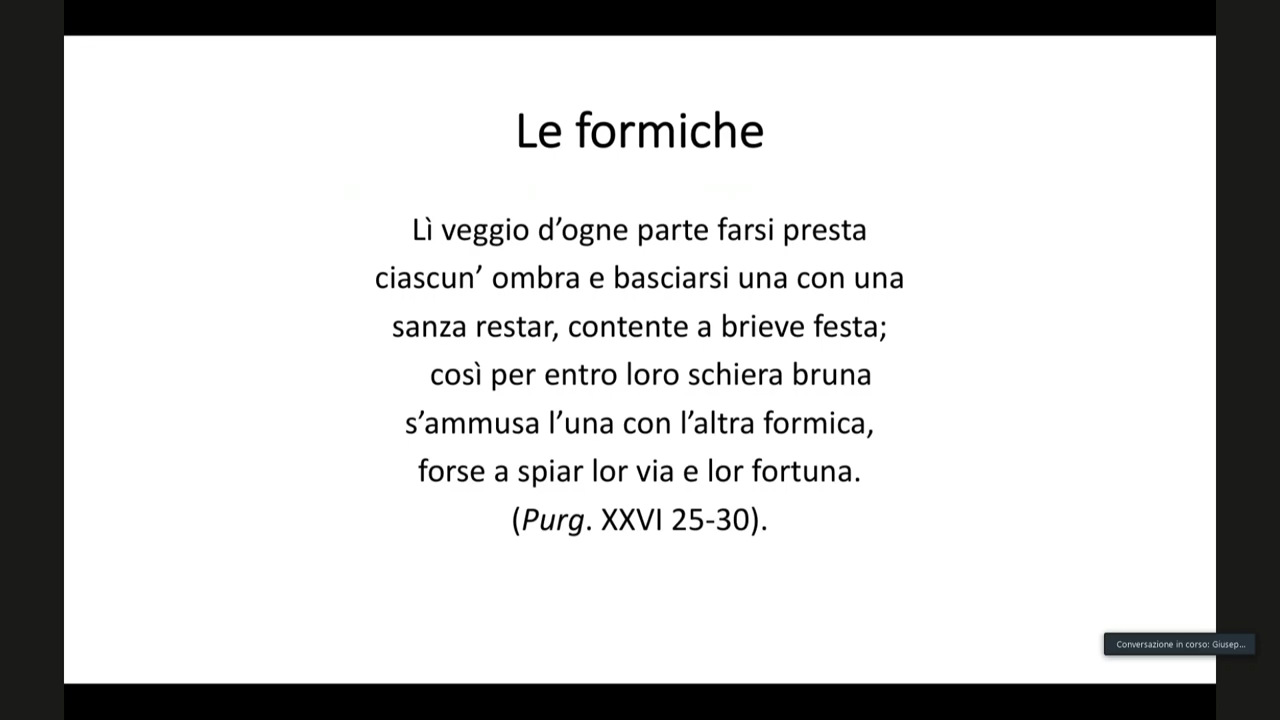 Le formiche
Lì veggio d’ogne parte farsi presta
ciascun’ ombra e basciarsi una con una
sanza restar, contente a brieve festa;
così per entro loro schiera bruna
s’ammusa l’una con l’altra formica,
forse a spiar lor via e lor fortuna.
(Purg. XXVI 25-30).
Conversazione in corso: Giusep...